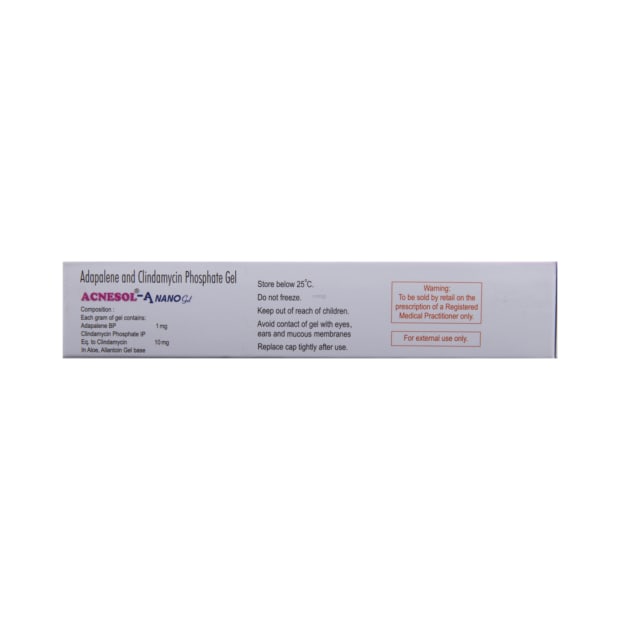 Adapalene and Clindamycin Phosphate Gel
ACNESOL®-A NANO Gel
Composition :
Each gram of gel contains:
Adapalene BP 1 mg
Clindamycin Phosphate IP
Eq. to Clindamycin 10 mg
In Aloe, Allantoin Gel base
Store below 25°C.
Do not freeze.
Keep out of reach of children.
Avoid contact of gel with eyes,
ears and mucous membranes
Replace cap tightly after use.
Warning:
To be sold by retail on the
prescription of a Registered
Medical Practitioner only.
For external use only.